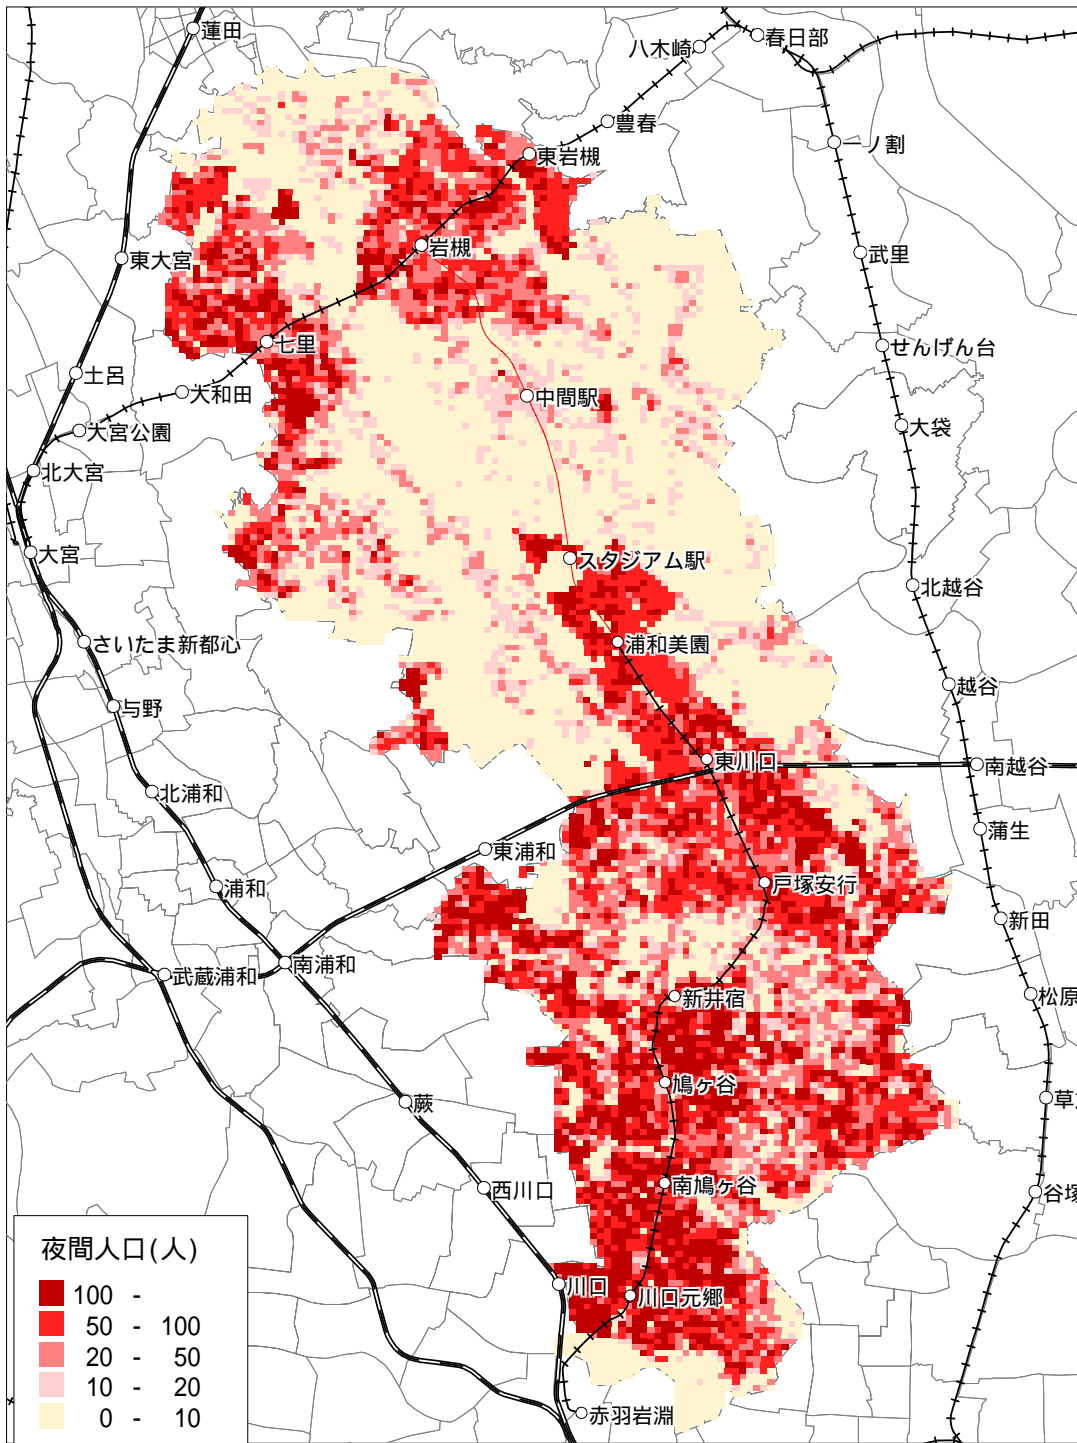 蓮田
八木崎
春日部
豊春
一ノ割
東岩槻
岩槻
武里
東大宮
七里
せんげん台
土呂
大和田
中間駅
大宮公園
大袋
北大宮
大宮
スタジアム駅
北越谷
さいたま新都心
浦和美園
越谷
与野
東川口
南越谷
北浦和
蒲生
東浦和
浦和
戸塚安行
新田
南浦和
武蔵浦和
新井宿
松原
鳩ヶ谷
蕨
草
南鳩ヶ谷
西川口
谷塚
川口
川口元郷
赤羽岩淵
夜間人口(人)
100 -
50 - 100
20 - 50
10 - 20
0 - 10